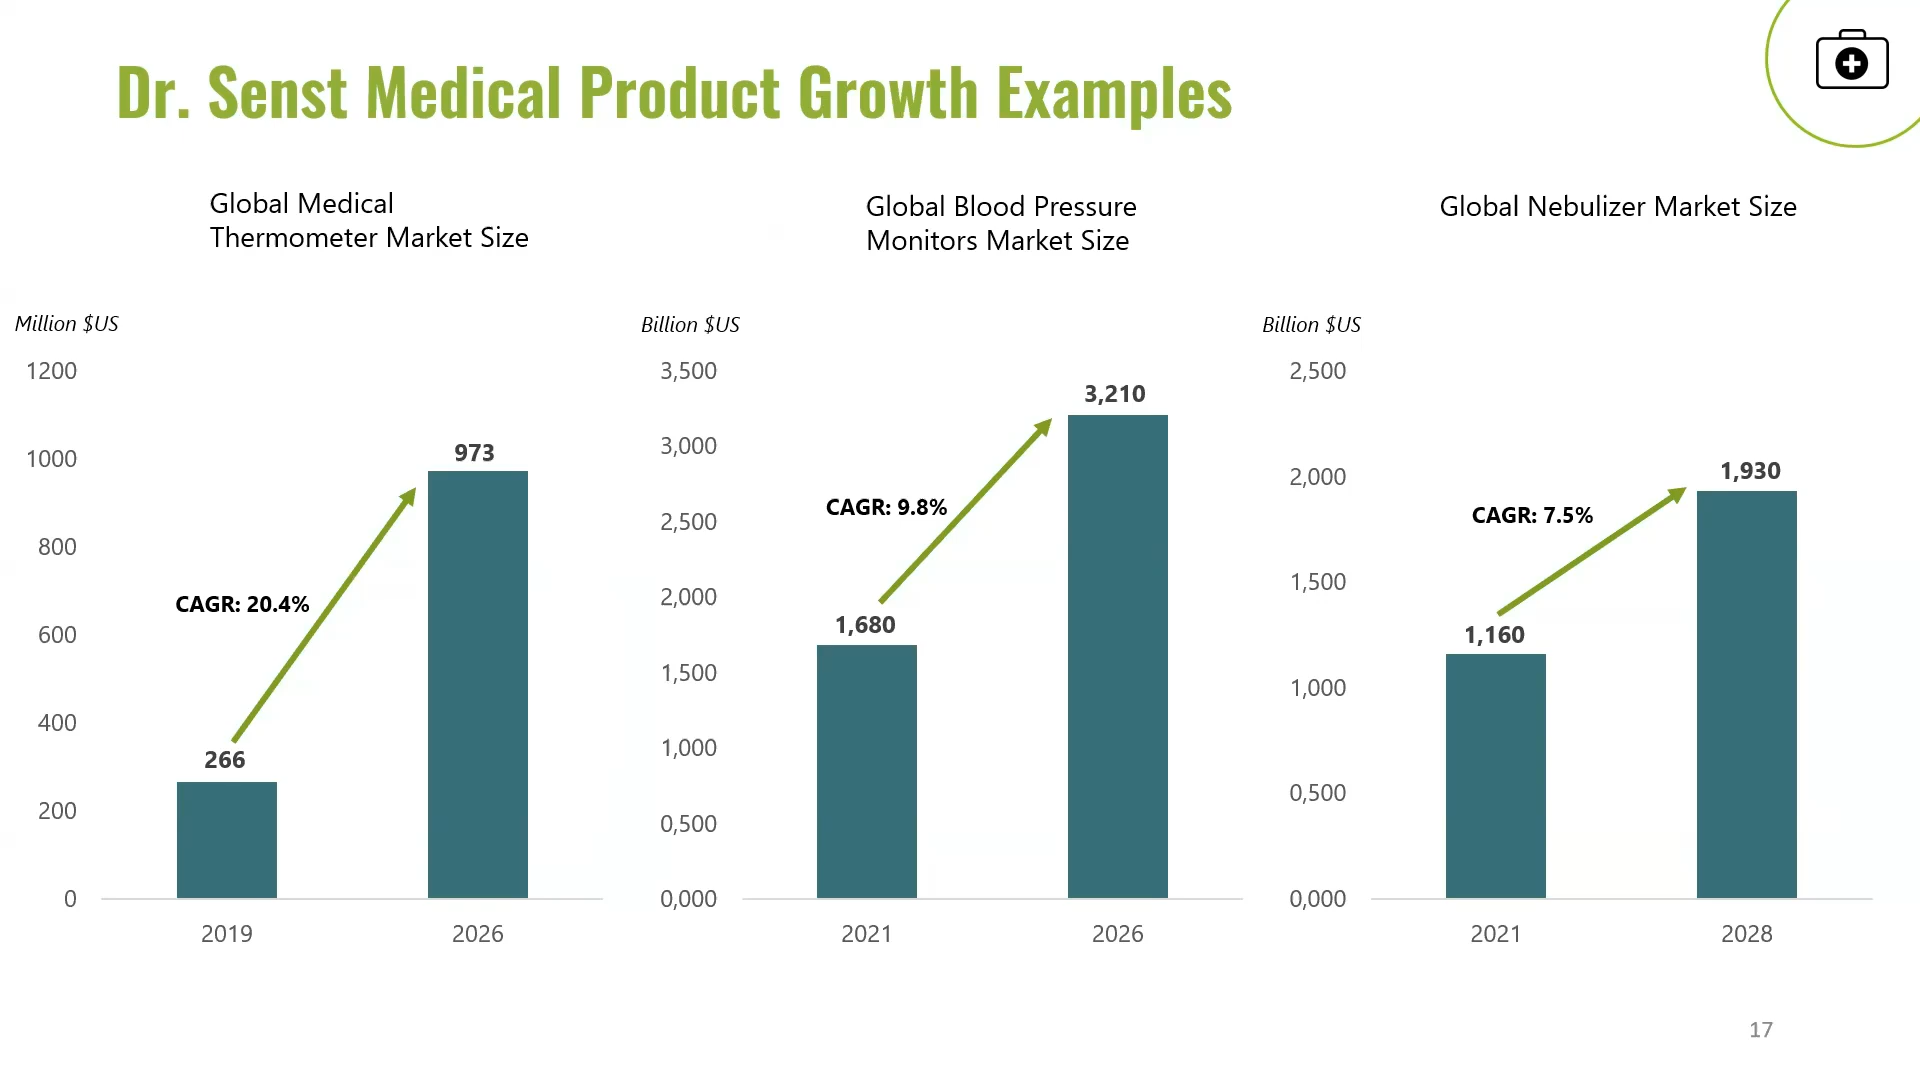 Dr. Senst Medical Product Growth Examples
Global Medical
Thermometer Market Size
Million $US
1200
1000
800
600
400
200
0
973
CAGR: 20.4%
266
2019
2026
Global Blood Pressure
Monitors Market Size
Billion $US
3,500
3,000
2,500
2,000
1,500
1,000
0,500
0,000
3,210
CAGR: 9.8%
1,680
2021
2026
Global Nebulizer Market Size
Billion $US
2,500
2,000
1,500
1,000
0,500
0,000
1,930
CAGR: 7.5%
1,160
2021
2028
17